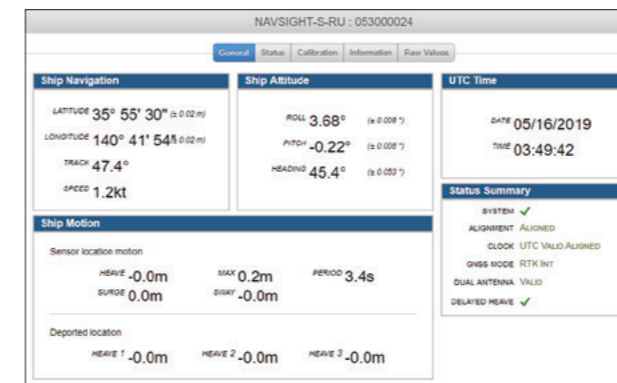 NAVSIGHT-S-RU : 053000024
General Status Calibration Information Raw Values
Ship Navigation
LATITUDE 35° 55' 30" (± 0.02 m)
LONGITUDE 140° 41' 54" (± 0.02 m)
TRACK 47.4°
SPEED 1.2kt
Ship Attitude
ROLL 3.68° (± 0.008 °)
PITCH -0.22° (± 0.008 °)
HEADING 45.4° (± 0.053 °)
UTC Time
DATE 05/16/2019
TIME 03:49:42
Status Summary
SYSTEM ✓
ALIGNMENT ALIGNED
CLOCK UTC VALID ALIGNED
GNSS MODE RTK INT
DUAL ANTENNA VALID
DELAYED HEAVE ✓
Ship Motion
Sensor location motion
HEAVE -0.0m MAX 0.2m PERIOD 3.4s
SURGE 0.0m SWAY -0.0m
Deported location
HEAVE 1 -0.0m HEAVE 2 -0.0m HEAVE 3 -0.0m